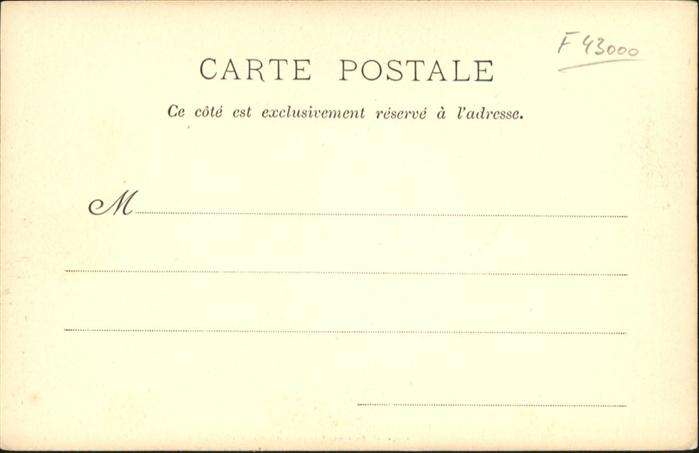 F 43000
CARTE POSTALE
Ce côté est exclusivement réservé à l'adresse.
M